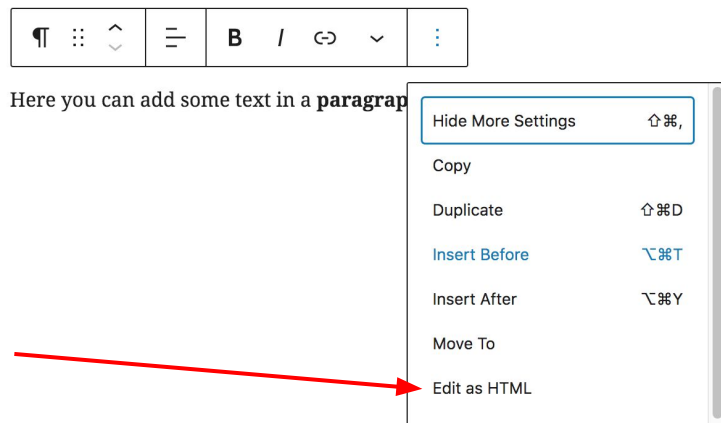 ¶ B I
Here you can add some text in a paragrap
Hide More Settings ⇧⌘,
Copy
Duplicate ⇧⌘D
Insert Before ⌥⌘T
Insert After ⌥⌘Y
Move To
Edit as HTML